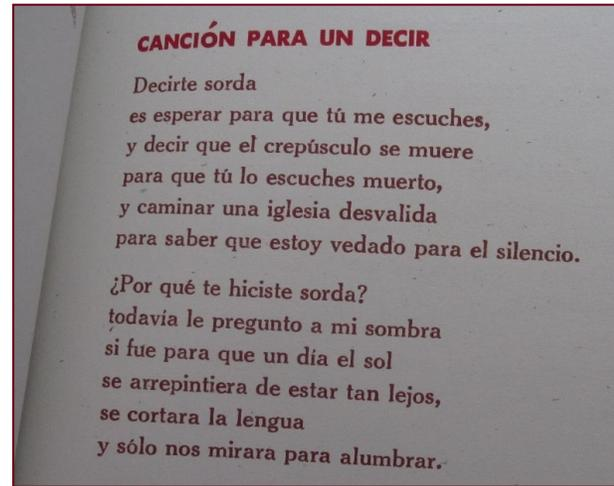 CANCIÓN PARA UN DECIR
Decirte sorda
es esperar para que tú me escuches,
y decir que el crepúsculo se muere
para que tú lo escuches muerto,
y caminar una iglesia desvalida
para saber que estoy vedado para el silencio.
¿Por qué te hiciste sorda?
todavía le pregunto a mi sombra
si fue para que un día el sol
se arrepintiera de estar tan lejos,
se cortara la lengua
y sólo nos mirara para alumbrar.